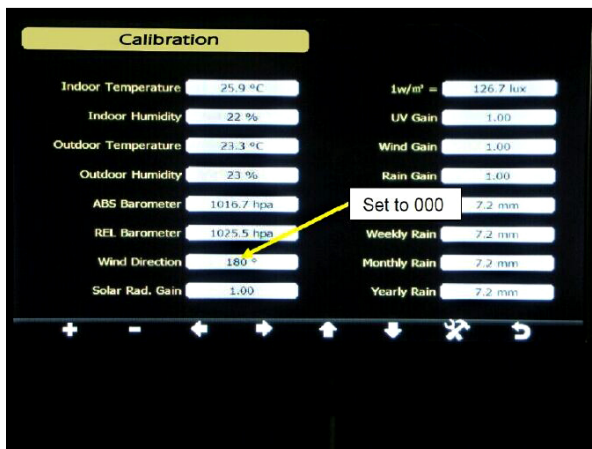 Calibration
Indoor Temperature 25.9 °C
Indoor Humidity 22 %
Outdoor Temperature 23.3 °C
Outdoor Humidity 23 %
ABS Barometer 1016.7 hpa
REL Barometer 1025.5 hpa
Wind Direction 180 °
Solar Rad. Gain 1.00
1w/m² = 126.7 lux
UV Gain 1.00
Wind Gain 1.00
Rain Gain 1.00
Set to 000
7.2 mm
Weekly Rain 7.2 mm
Monthly Rain 7.2 mm
Yearly Rain 7.2 mm